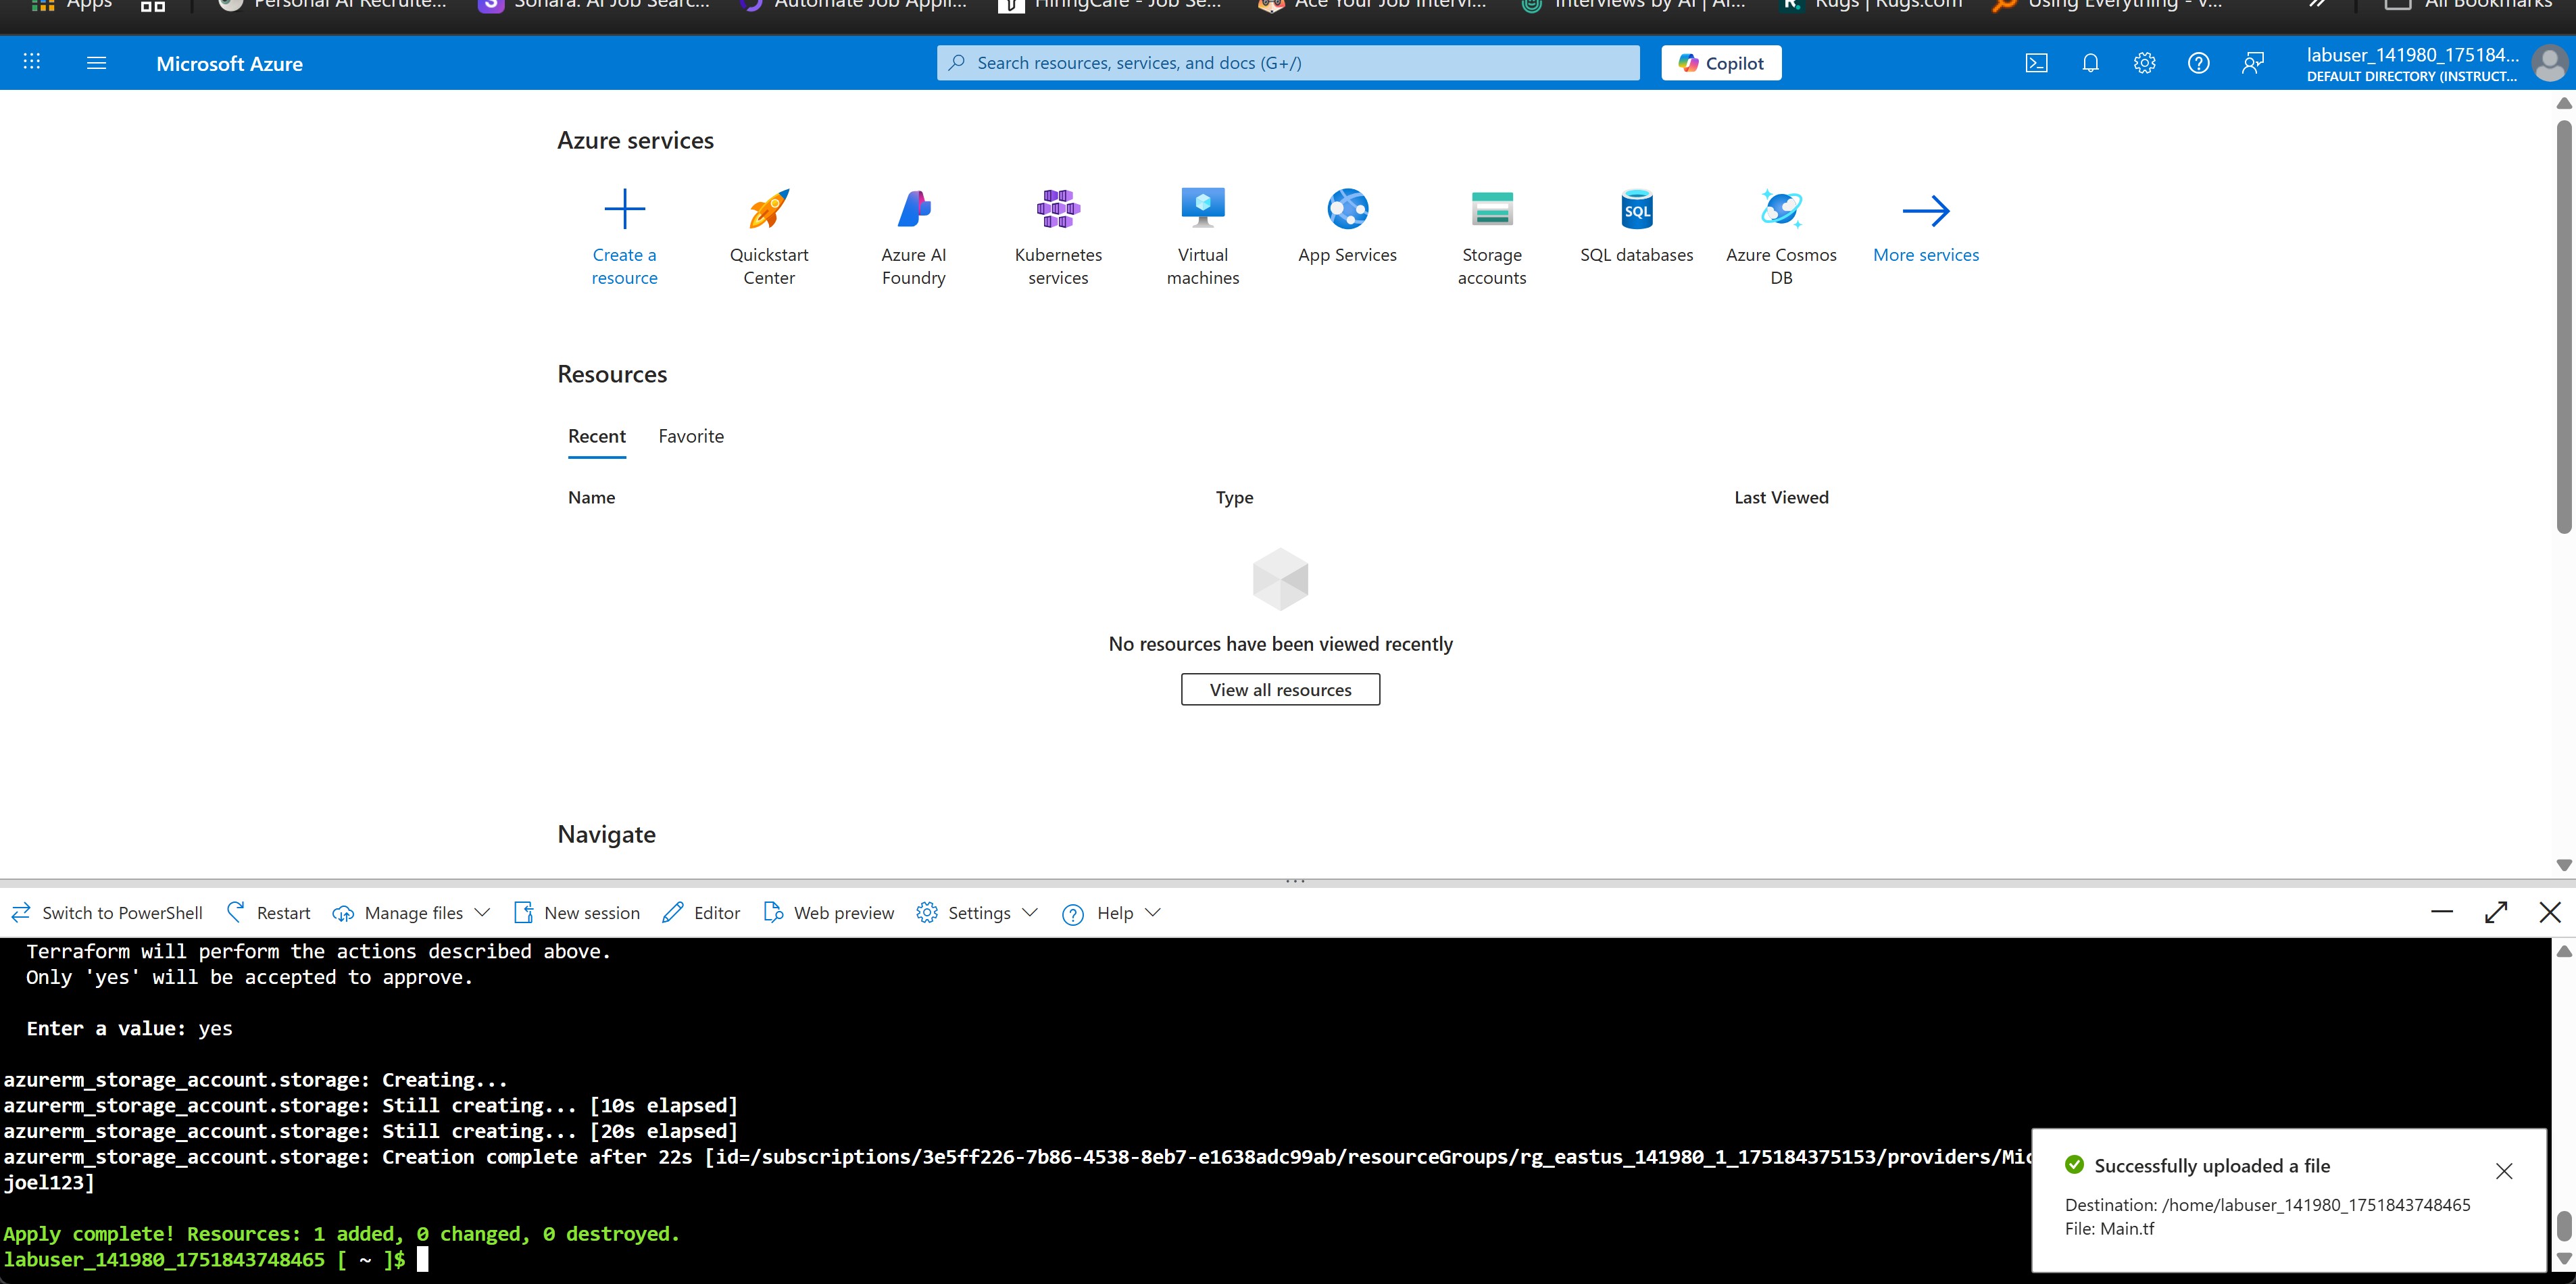 Apps
Personal AI Recruite...
Sonara: AI Job Searc...
Automate Job Appli...
HiringCafe - Job Se...
Ace Your Job Intervi...
Interviews by AI | AI...
Rugs | Rugs.com
Using Everything - V...
All Bookmarks
Microsoft Azure
Search resources, services, and docs (G+/)
Copilot
labuser_141980_175184...
DEFAULT DIRECTORY (INSTRUCT...
Azure services
Create a resource
Quickstart Center
Azure AI Foundry
Kubernetes services
Virtual machines
App Services
Storage accounts
SQL
SQL databases
Azure Cosmos DB
More services
Resources
Recent Favorite
Name Type Last Viewed
No resources have been viewed recently
View all resources
Navigate
Switch to PowerShell Restart Manage files New session Editor Web preview Settings Help
Terraform will perform the actions described above.
Only 'yes' will be accepted to approve.
Enter a value: yes
azurerm_storage_account.storage: Creating...
azurerm_storage_account.storage: Still creating... [10s elapsed]
azurerm_storage_account.storage: Still creating... [20s elapsed]
azurerm_storage_account.storage: Creation complete after 22s [id=/subscriptions/3e5ff226-7b86-4538-8eb7-e1638adc99ab/resourceGroups/rg_eastus_141980_1_175184375153/providers/Mic
joel123]
Apply complete! Resources: 1 added, 0 changed, 0 destroyed.
labuser_141980_1751843748465 [ ~ ]$
Successfully uploaded a file
Destination: /home/labuser_141980_1751843748465
File: Main.tf